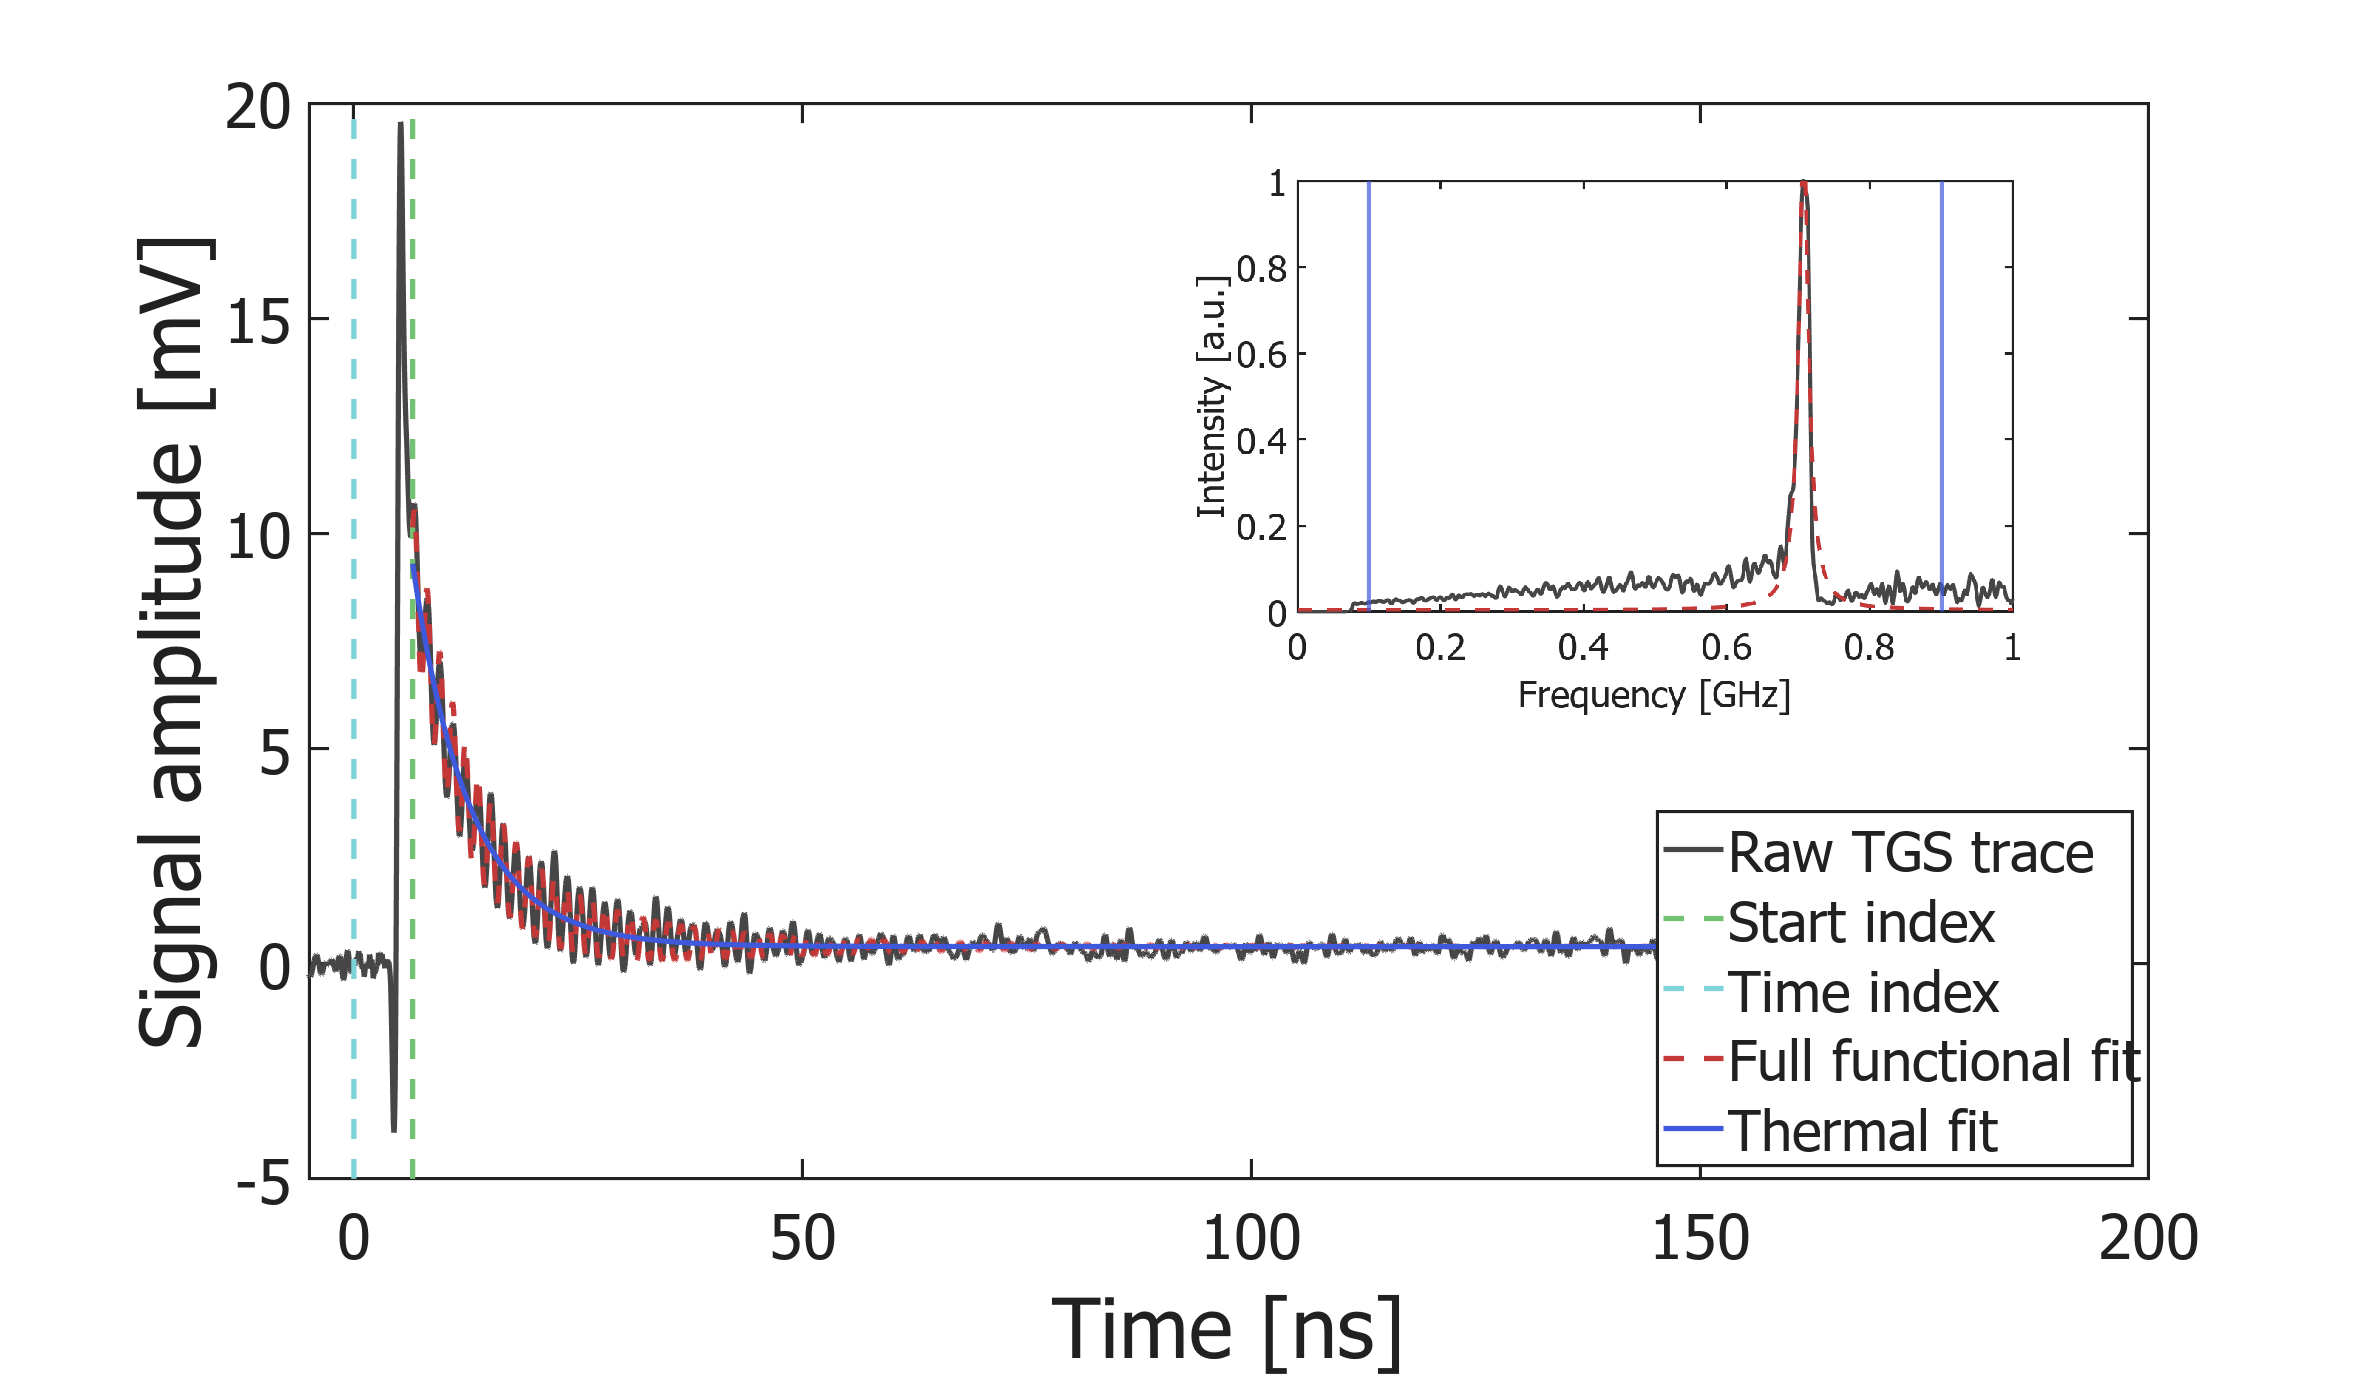 Signal amplitude [mV]
20
15
10
5
0
-5
0
50
100
150
200
Time [ns]
Intensity [a.u.]
1
0.8
0.6
0.4
0.2
0
0
0.2
0.4
0.6
0.8
1
Frequency [GHz]
Raw TGS trace
Start index
Time index
Full functional fit
Thermal fit